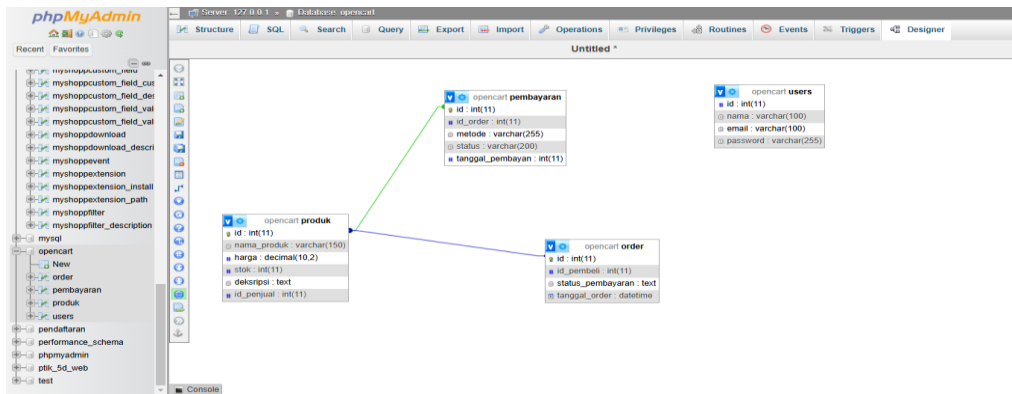 phpMyAdmin
Recent Favorites
myshoppcustom_field
myshoppcustom_field_cus
myshoppcustom_field_des
myshoppcustom_field_val
myshoppcustom_field_val
myshoppdownload
myshoppdownload_descri
myshoppevent
myshoppextension
myshoppextension_install
myshoppextension_path
myshoppfilter
myshoppfilter_description
mysql
opencart
New
order
pembayaran
produk
users
pendaftaran
performance_schema
phpmyadmin
ptik_5d_web
test
Server: 127.0.0.1 » Database: opencart
Structure SQL Search Query Export Import Operations Privileges Routines Events Triggers Designer
Untitled *
opencart pembayaran
id : int(11)
id_order : int(11)
metode : varchar(255)
status : varchar(200)
tanggal_pembayan : int(11)
opencart users
id : int(11)
nama : varchar(100)
email : varchar(100)
password : varchar(255)
opencart produk
id : int(11)
nama_produk : varchar(150)
harga : decimal(10,2)
stok : int(11)
deksripsi : text
id_penjual : int(11)
opencart order
id : int(11)
id_pembeli : int(11)
status_pembayaran : text
tanggal_order : datetime
Console